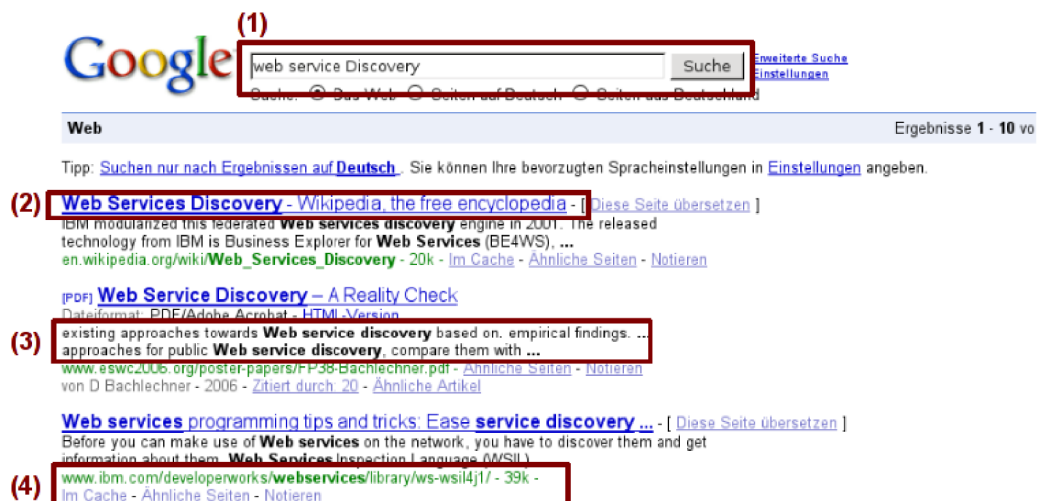 (1)
Google
web service Discovery Suche Erweiterte Suche
Einstellungen
Suche: Das Web Seiten auf Deutsch Seiten aus Deutschland
Web Ergebnisse 1 - 10 vo
Tipp: Suchen nur nach Ergebnissen auf Deutsch . Sie können Ihre bevorzugten Spracheinstellungen in Einstellungen angeben.
(2) Web Services Discovery - Wikipedia, the free encyclopedia - [ Diese Seite übersetzen ]
IBM modularized this federated Web services discovery engine in 2001. The released
technology from IBM is Business Explorer for Web Services (BE4WS), ...
en.wikipedia.org/wiki/Web_Services_Discovery - 20k - Im Cache - Ähnliche Seiten - Notieren
[PDF] Web Service Discovery – A Reality Check
Dateiformat: PDF/Adobe Acrobat - HTML-Version
(3) existing approaches towards Web service discovery based on. empirical findings. ...
approaches for public Web service discovery, compare them with ...
www.eswc2006.org/poster-papers/FP38-Bachlechner.pdf - Ähnliche Seiten - Notieren
von D Bachlechner - 2006 - Zitiert durch: 20 - Ähnliche Artikel
Web services programming tips and tricks: Ease service discovery ... - [ Diese Seite übersetzen ]
Before you can make use of Web services on the network, you have to discover them and get
information about them. Web Services Inspection Language (WSIL)
(4) www.ibm.com/developerworks/webservices/library/ws-wsil4j1/ - 39k -
Im Cache - Ähnliche Seiten - Notieren